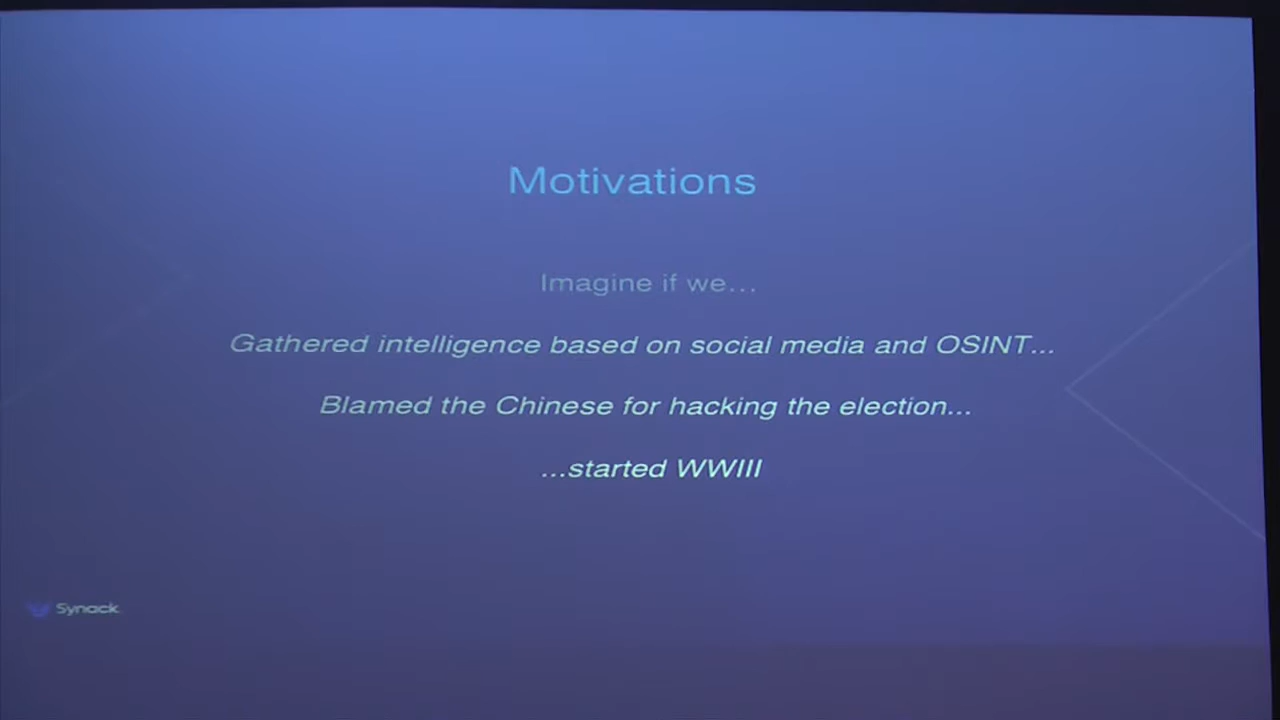 Motivations
Imagine if we...
Gathered intelligence based on social media and OSINT...
Blamed the Chinese for hacking the election...
...started WWIII
Synack